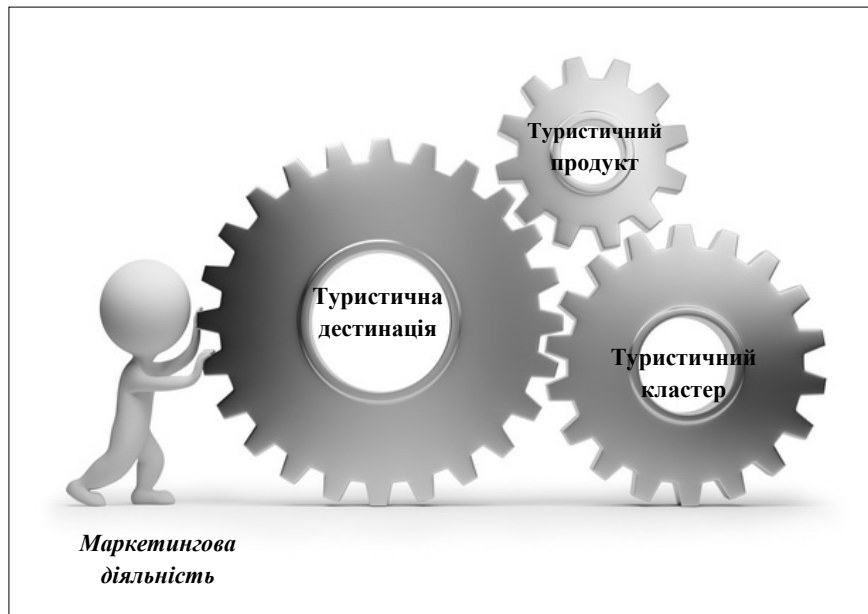 Туристичний
продукт
Туристична
дестинація
Туристичний
кластер
Маркетингова
діяльність